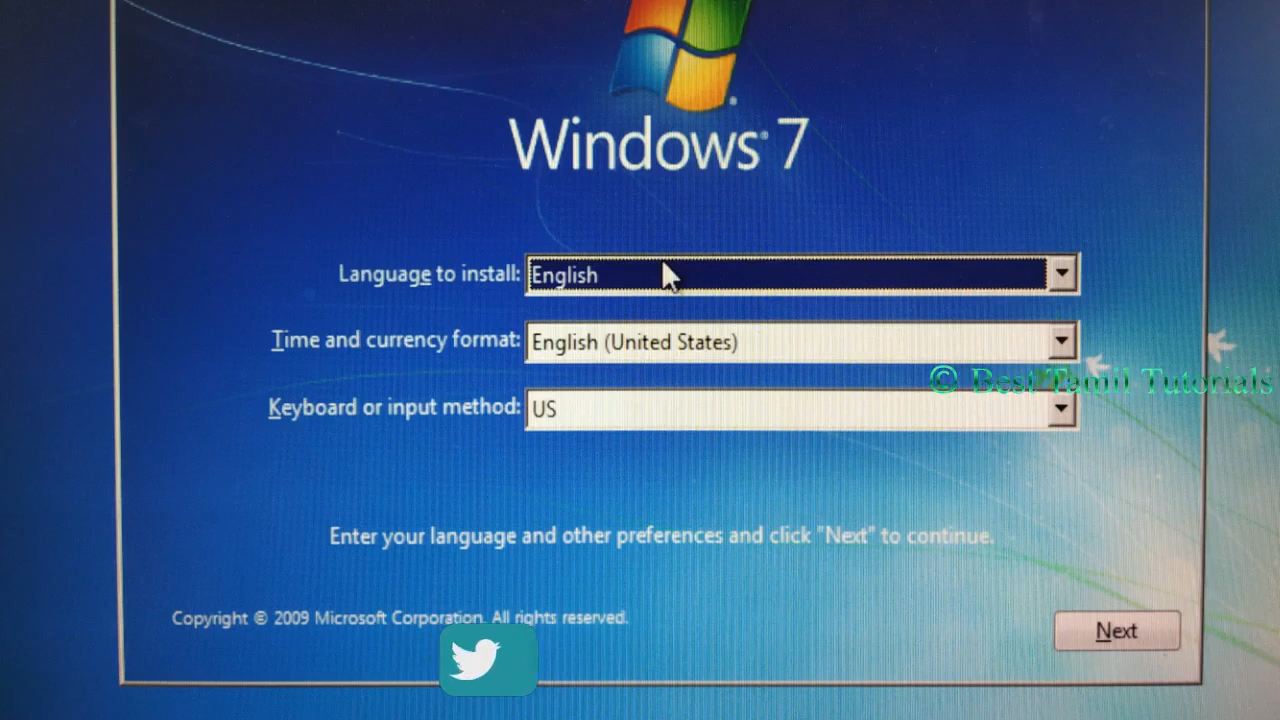 Windows® 7
Language to install: English
Time and currency format: English (United States)
© Best Tamil Tutorials
Keyboard or input method: US
Enter your language and other preferences and click "Next" to continue.
Copyright © 2009 Microsoft Corporation. All rights reserved.
Next